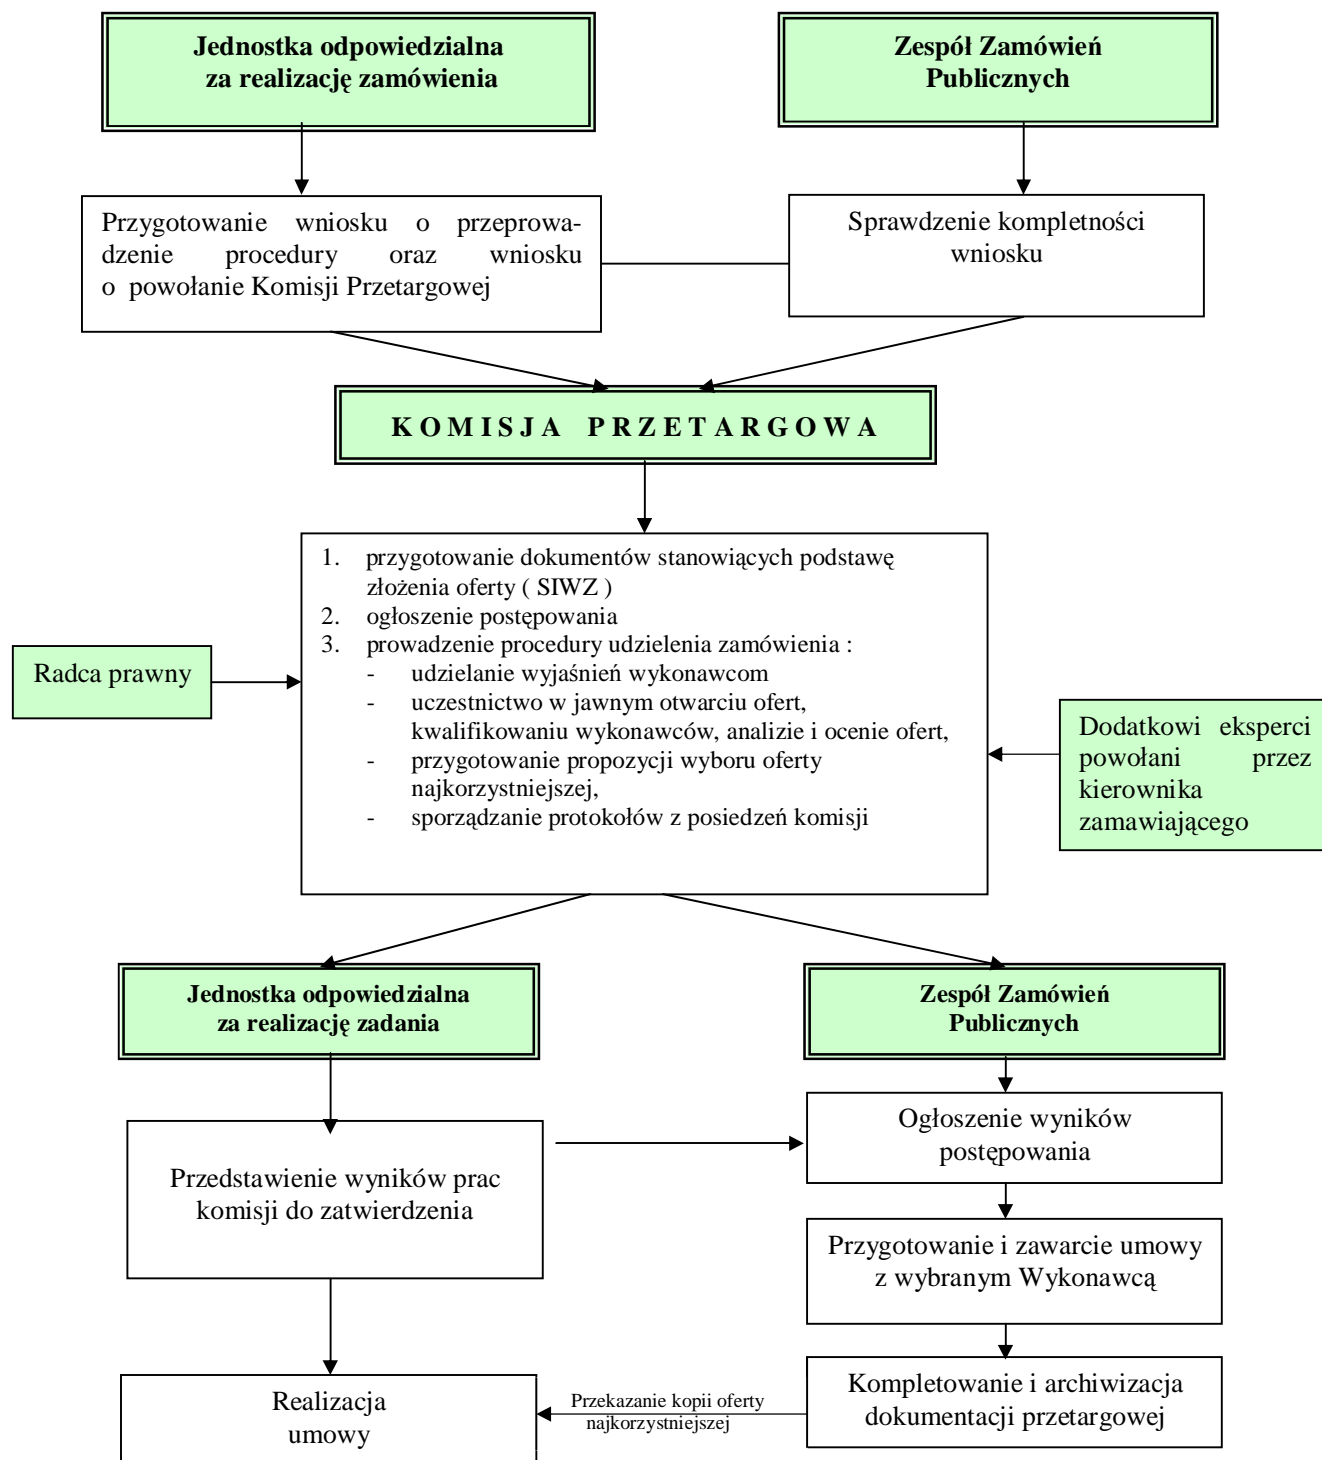 Jednostka odpowiedzialna
za realizację zamówienia
Zespół Zamówień
Publicznych
Przygotowanie wniosku o przeprowa-
dzenie procedury oraz wniosku
o powołanie Komisji Przetargowej
Sprawdzenie kompletności
wniosku
K O M I S J A P R Z E T A R G O W A
1. przygotowanie dokumentów stanowiących podstawę
złożenia oferty ( SIWZ )
2. ogłoszenie postępowania
3. prowadzenie procedury udzielenia zamówienia :
- udzielanie wyjaśnień wykonawcom
- uczestnictwo w jawnym otwarciu ofert,
kwalifikowaniu wykonawców, analizie i ocenie ofert,
- przygotowanie propozycji wyboru oferty
najkorzystniejszej,
- sporządzanie protokołów z posiedzeń komisji
Radca prawny
Dodatkowi eksperci
powołani przez
kierownika
zamawiającego
Jednostka odpowiedzialna
za realizację zadania
Zespół Zamówień
Publicznych
Przedstawienie wyników prac
komisji do zatwierdzenia
Ogłoszenie wyników
postępowania
Przygotowanie i zawarcie umowy
z wybranym Wykonawcą
Realizacja
umowy
Przekazanie kopii oferty
najkorzystniejszej
Kompletowanie i archiwizacja
dokumentacji przetargowej